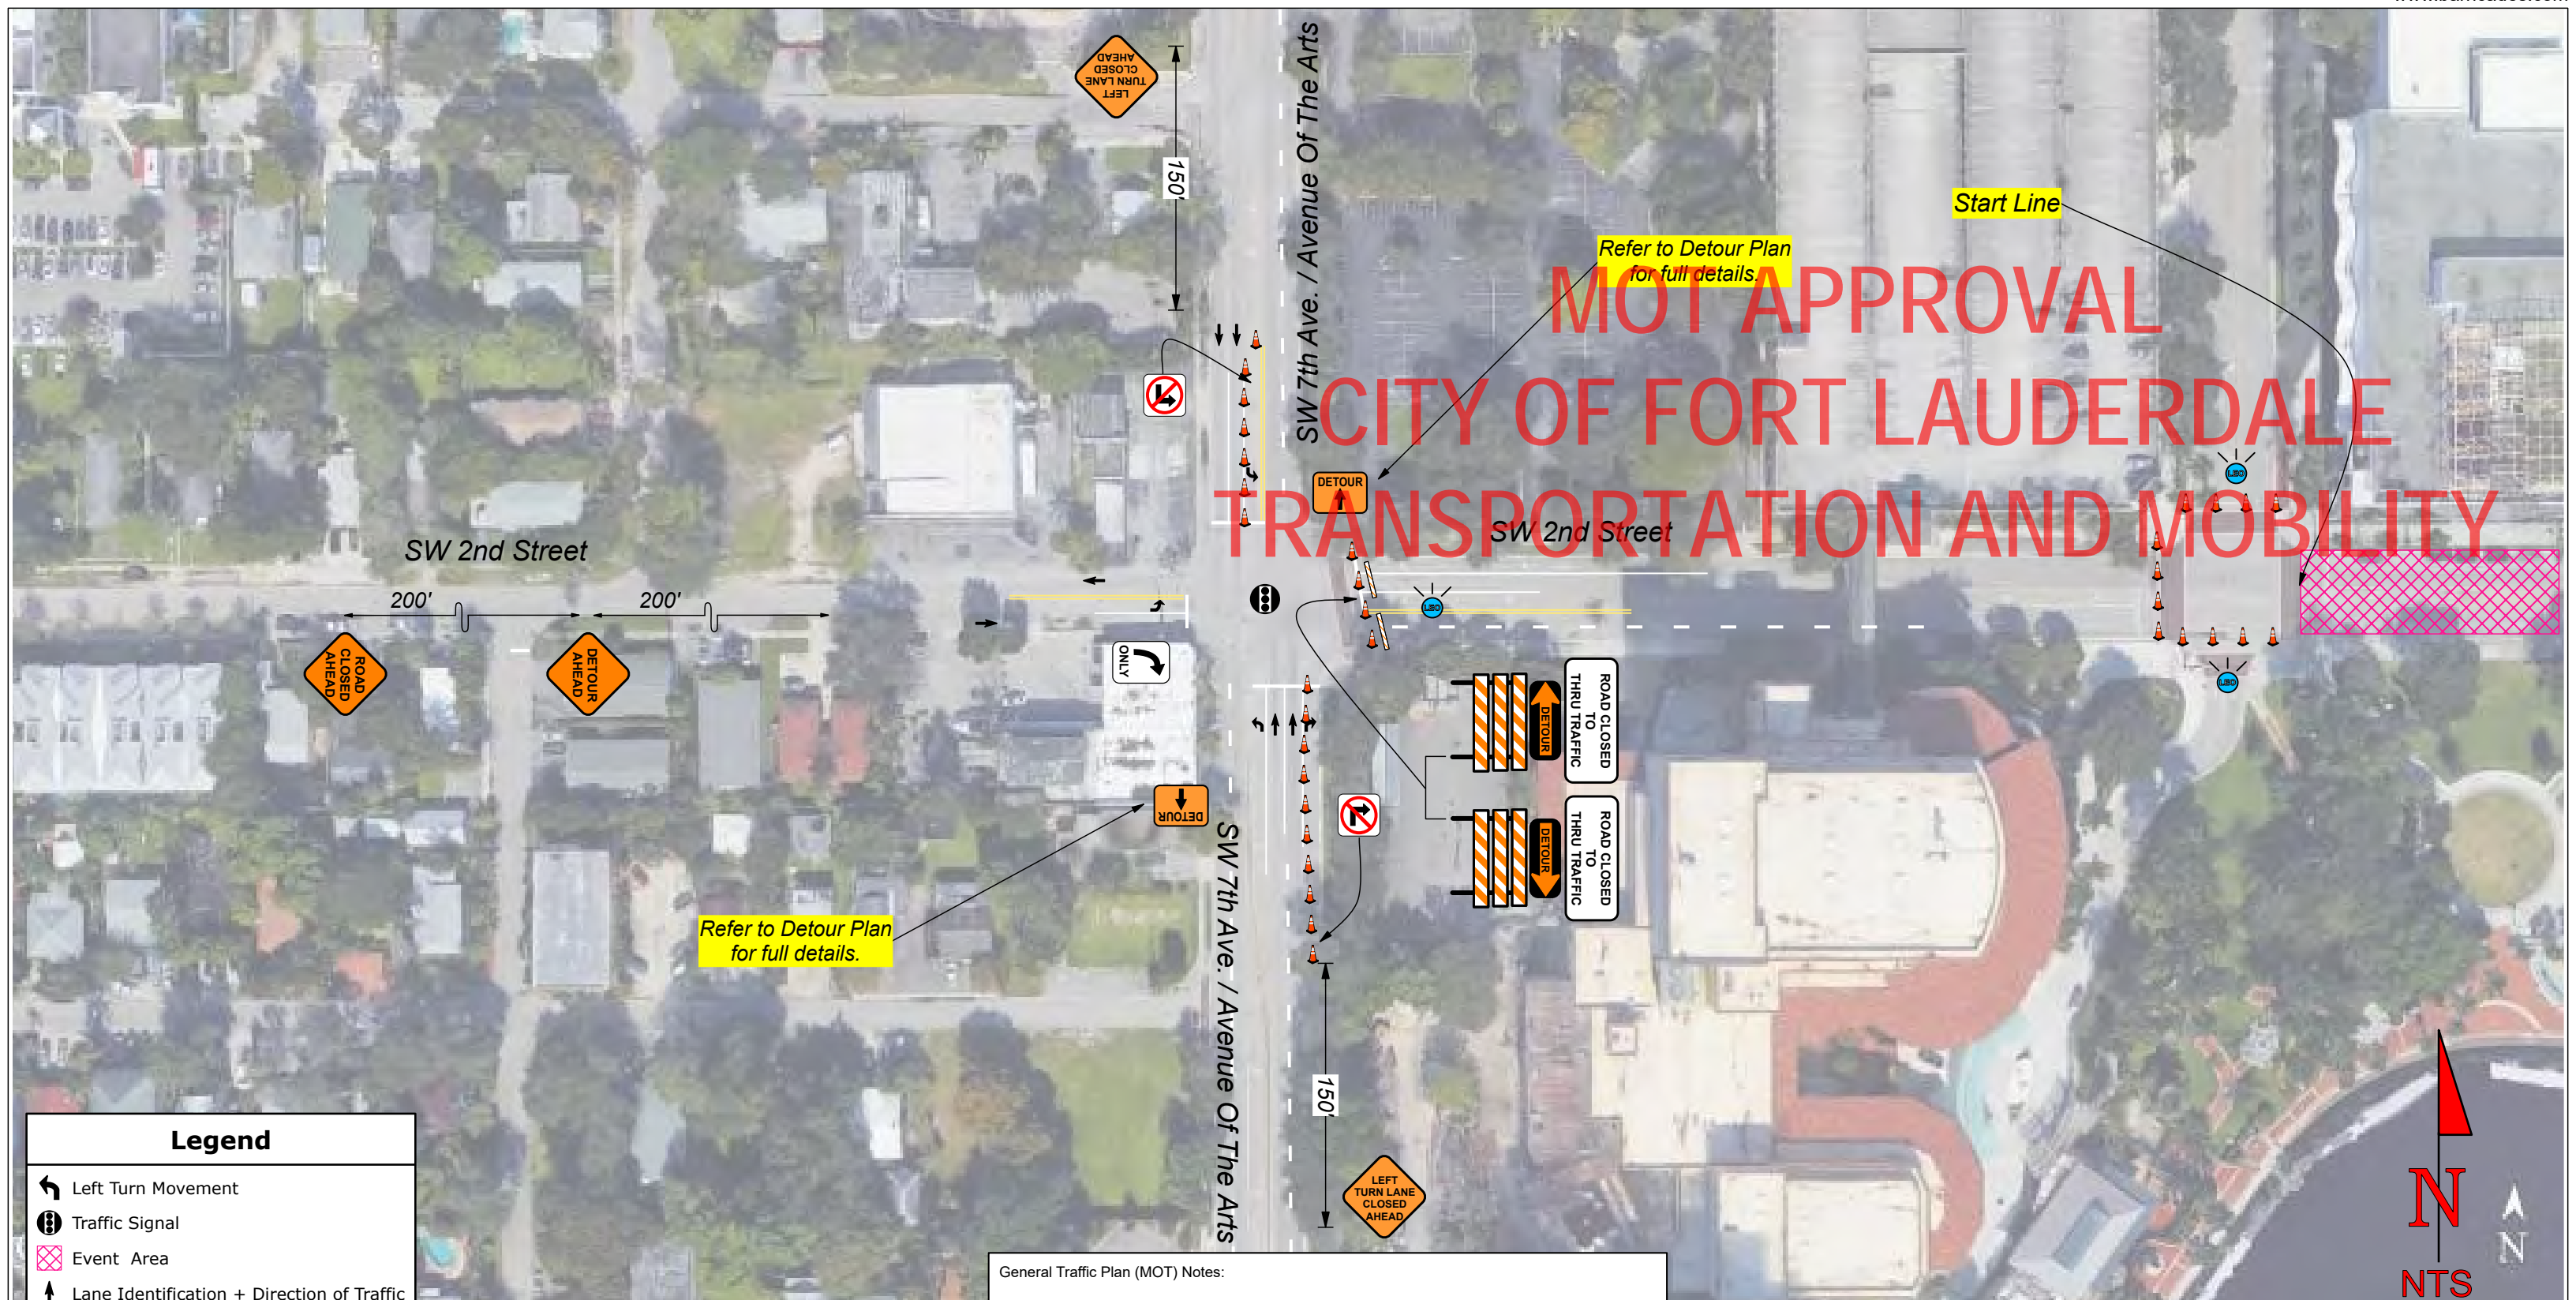 LEFT
TURN LANE
CLOSED
AHEAD
150'
SW 7th Ave. / Avenue Of The Arts
Start Line
Refer to Detour Plan
for full details.
MOT APPROVAL
CITY OF FORT LAUDERDALE
TRANSPORTATION AND MOBILITY
DETOUR
SW 2nd Street
SW 2nd Street
LEO
LEO
LEO
200'
200'
ROAD
CLOSED
AHEAD
DETOUR
AHEAD
ONLY
DETOUR
ROAD CLOSED
TO
THRU TRAFFIC
DETOUR
ROAD CLOSED
TO
THRU TRAFFIC
DETOUR
SW 7th Ave. / Avenue Of The Arts
Refer to Detour Plan
for full details.
150'
LEFT
TURN LANE
CLOSED
AHEAD
Legend
Left Turn Movement
Traffic Signal
Event Area
Lane Identification + Direction of Traffic
General Traffic Plan (MOT) Notes:
N
N
NTS